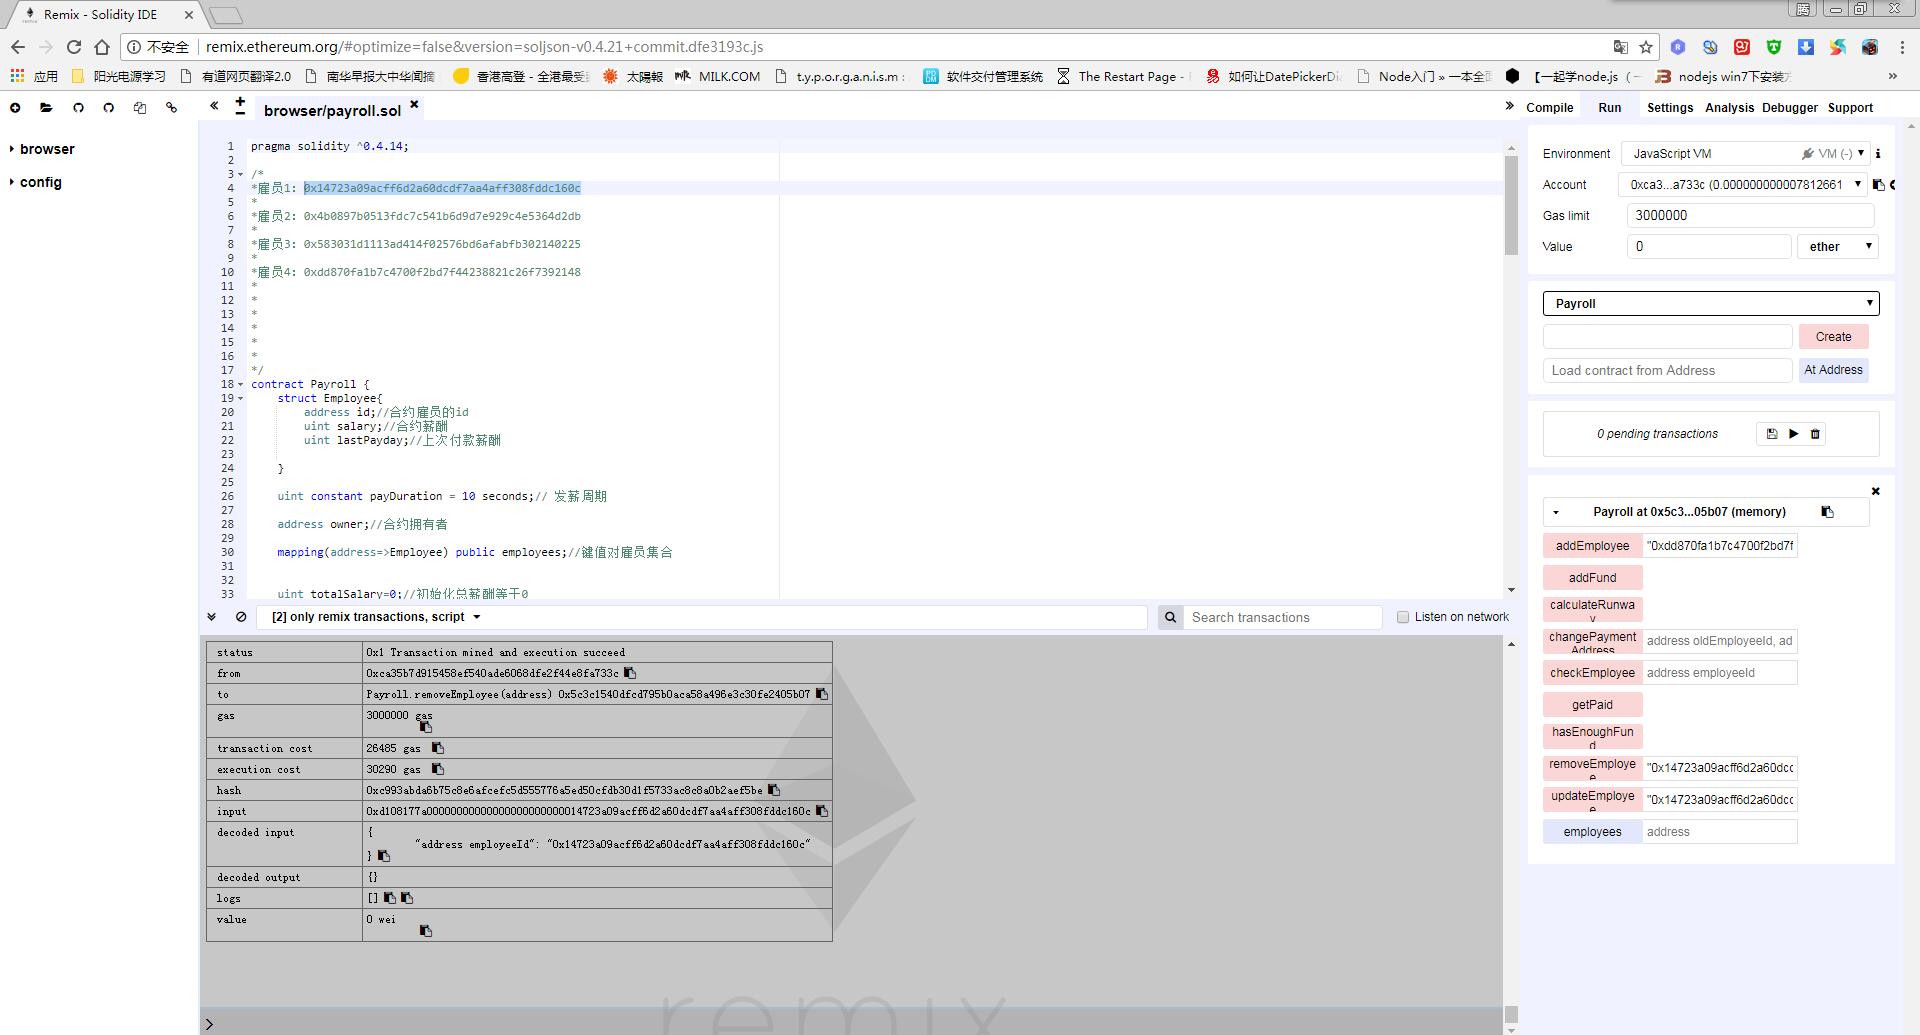 Remix - Solidity IDE
不安全 remix.ethereum.org/#optimize=false&version=soljson-v0.4.21+commit.dfe3193c.js
应用 阳光电源学习 有道网页翻译2.0 南华早报大中华闻摘 香港高登 - 全港最受 太陽報 MILK.COM t.y.p.o.r.g.a.n.i.s.m : 软件交付管理系统 The Restart Page - 如何让DatePickerDi Node入门 » 一本全 【一起学node.js（ nodejs win7下安装 »
« browser/payroll.sol » Compile Run Settings Analysis Debugger Support
browser
config
1 pragma solidity ^0.4.14;
2
3 /*
4 *雇员1: 0x14723a09acff6d2a60dcdf7aa4aff308fddc160c
5 *
6 *雇员2: 0x4b0897b0513fdc7c541b6d9d7e929c4e5364d2db
7 *
8 *雇员3: 0x583031d1113ad414f02576bd6afabfb302140225
9 *
10 *雇员4: 0xdd870fa1b7c4700f2bd7f44238821c26f7392148
11 *
12 *
13 *
14 *
15 *
16 *
17 */
18 contract Payroll {
19 struct Employee{
20 address id;//合约雇员的id
21 uint salary;//合约薪酬
22 uint lastPayday;//上次付款薪酬
23
24 }
25
26 uint constant payDuration = 10 seconds;// 发薪周期
27
28 address owner;//合约拥有者
29
30 mapping(address=>Employee) public employees;//键值对雇员集合
31
32
33 uint totalSalary=0;//初始化总薪酬等于0
[2] only remix transactions, script Search transactions Listen on network
status 0x1 Transaction mined and execution succeed
from 0xca35b7d915458ef540ade6068dfe2f44e8fa733c
to Payroll.removeEmployee(address) 0x5c3c1540dfcd795b0aca58a496e3c30fe2405b07
gas 3000000 gas
transaction cost 26485 gas
execution cost 30290 gas
hash 0xc993abda6b75c8e6afcefc5d555776a5ed50cfdb30d1f5733ac8c8a0b2aef5be
input 0xd108177a00000000000000000000000014723a09acff6d2a60dcdf7aa4aff308fddc160c
decoded input {
"address employeeId": "0x14723a09acff6d2a60dcdf7aa4aff308fddc160c"
}
decoded output {}
logs []
value 0 wei
remix
>
Environment JavaScript VM VM (-) i
Account 0xca3...a733c (0.000000000007812661
Gas limit 3000000
Value 0 ether
Payroll
Create
Load contract from Address At Address
0 pending transactions
Payroll at 0x5c3...05b07 (memory)
addEmployee "0xdd870fa1b7c4700f2bd7f
addFund
calculateRunwa
y
changePayment address oldEmployeeId, ad
Address
checkEmployee address employeeId
getPaid
hasEnoughFun
d
removeEmploye "0x14723a09acff6d2a60dcc
e
updateEmploye "0x14723a09acff6d2a60dcc
e
employees address